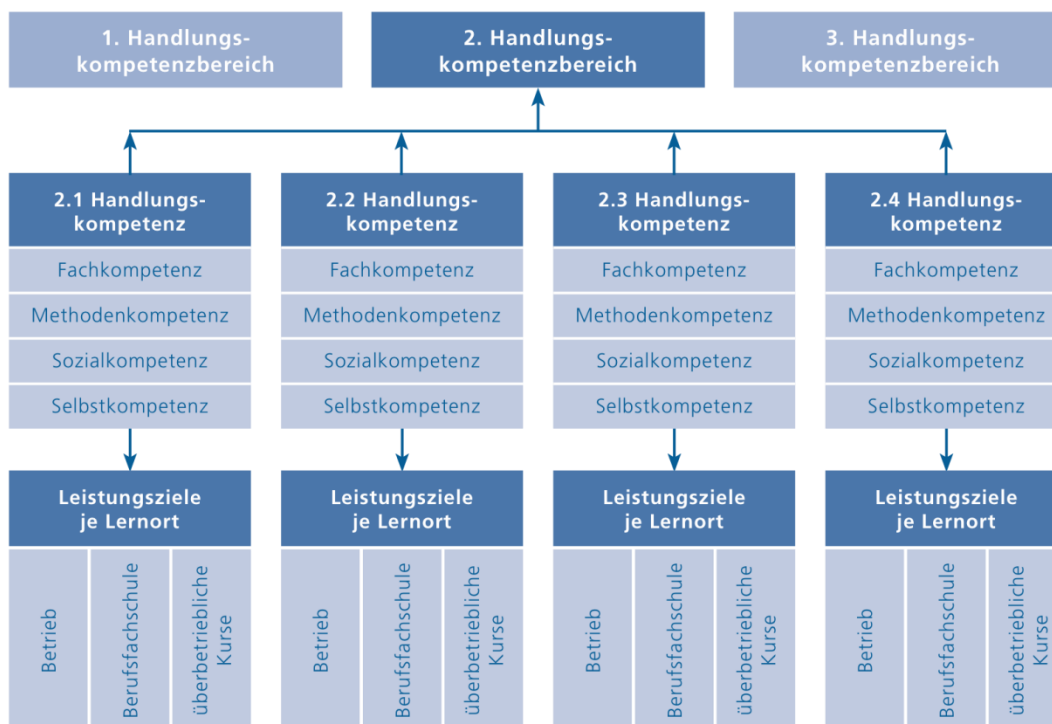 1. Handlungs-
kompetenzbereich
2. Handlungs-
kompetenzbereich
3. Handlungs-
kompetenzbereich
2.1 Handlungs-
kompetenz
2.2 Handlungs-
kompetenz
2.3 Handlungs-
kompetenz
2.4 Handlungs-
kompetenz
Fachkompetenz
Fachkompetenz
Fachkompetenz
Fachkompetenz
Methodenkompetenz
Methodenkompetenz
Methodenkompetenz
Methodenkompetenz
Sozialkompetenz
Sozialkompetenz
Sozialkompetenz
Sozialkompetenz
Selbstkompetenz
Selbstkompetenz
Selbstkompetenz
Selbstkompetenz
Leistungsziele
je Lernort
Leistungsziele
je Lernort
Leistungsziele
je Lernort
Leistungsziele
je Lernort
Betrieb
Berufsfachschule
überbetriebliche
Kurse
Betrieb
Berufsfachschule
überbetriebliche
Kurse
Betrieb
Berufsfachschule
überbetriebliche
Kurse
Betrieb
Berufsfachschule
überbetriebliche
Kurse